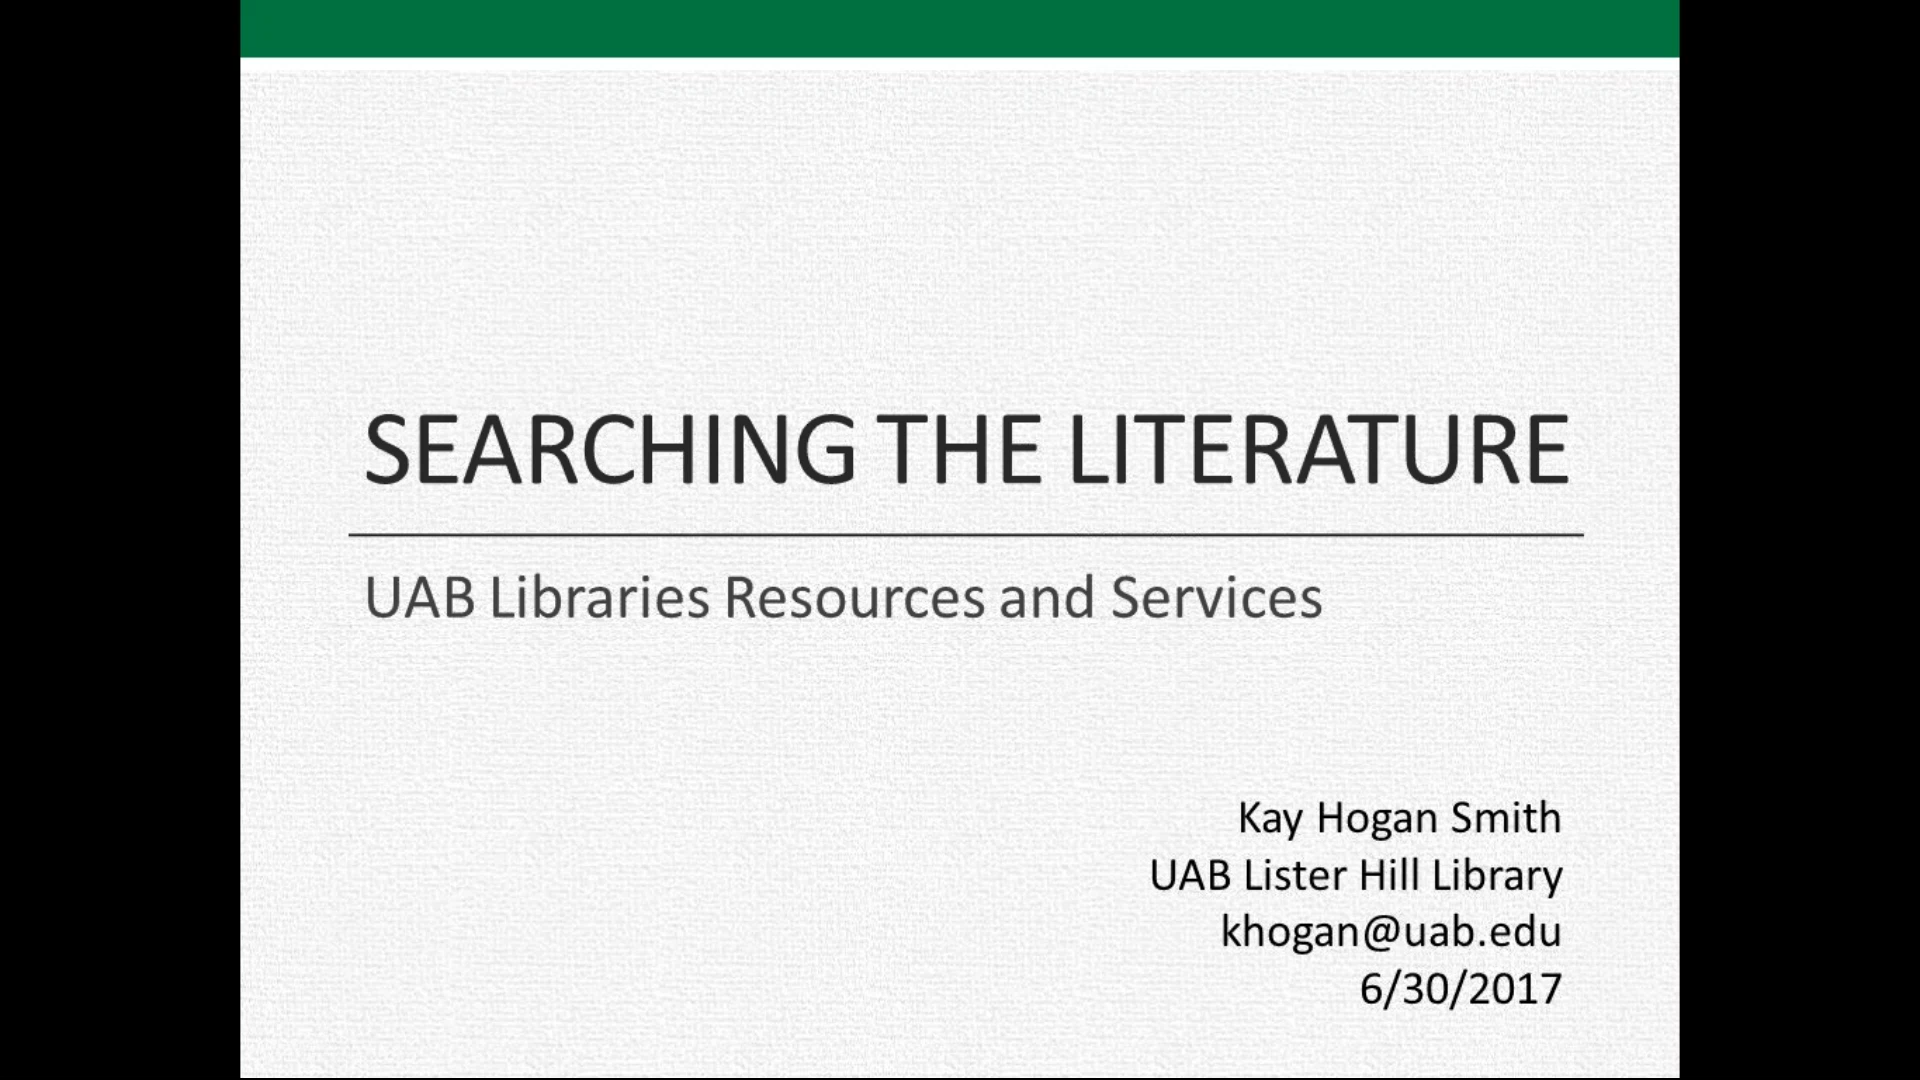 SEARCHING THE LITERATURE
UAB Libraries Resources and Services
Kay Hogan Smith
UAB Lister Hill Library
khogan@uab.edu
6/30/2017